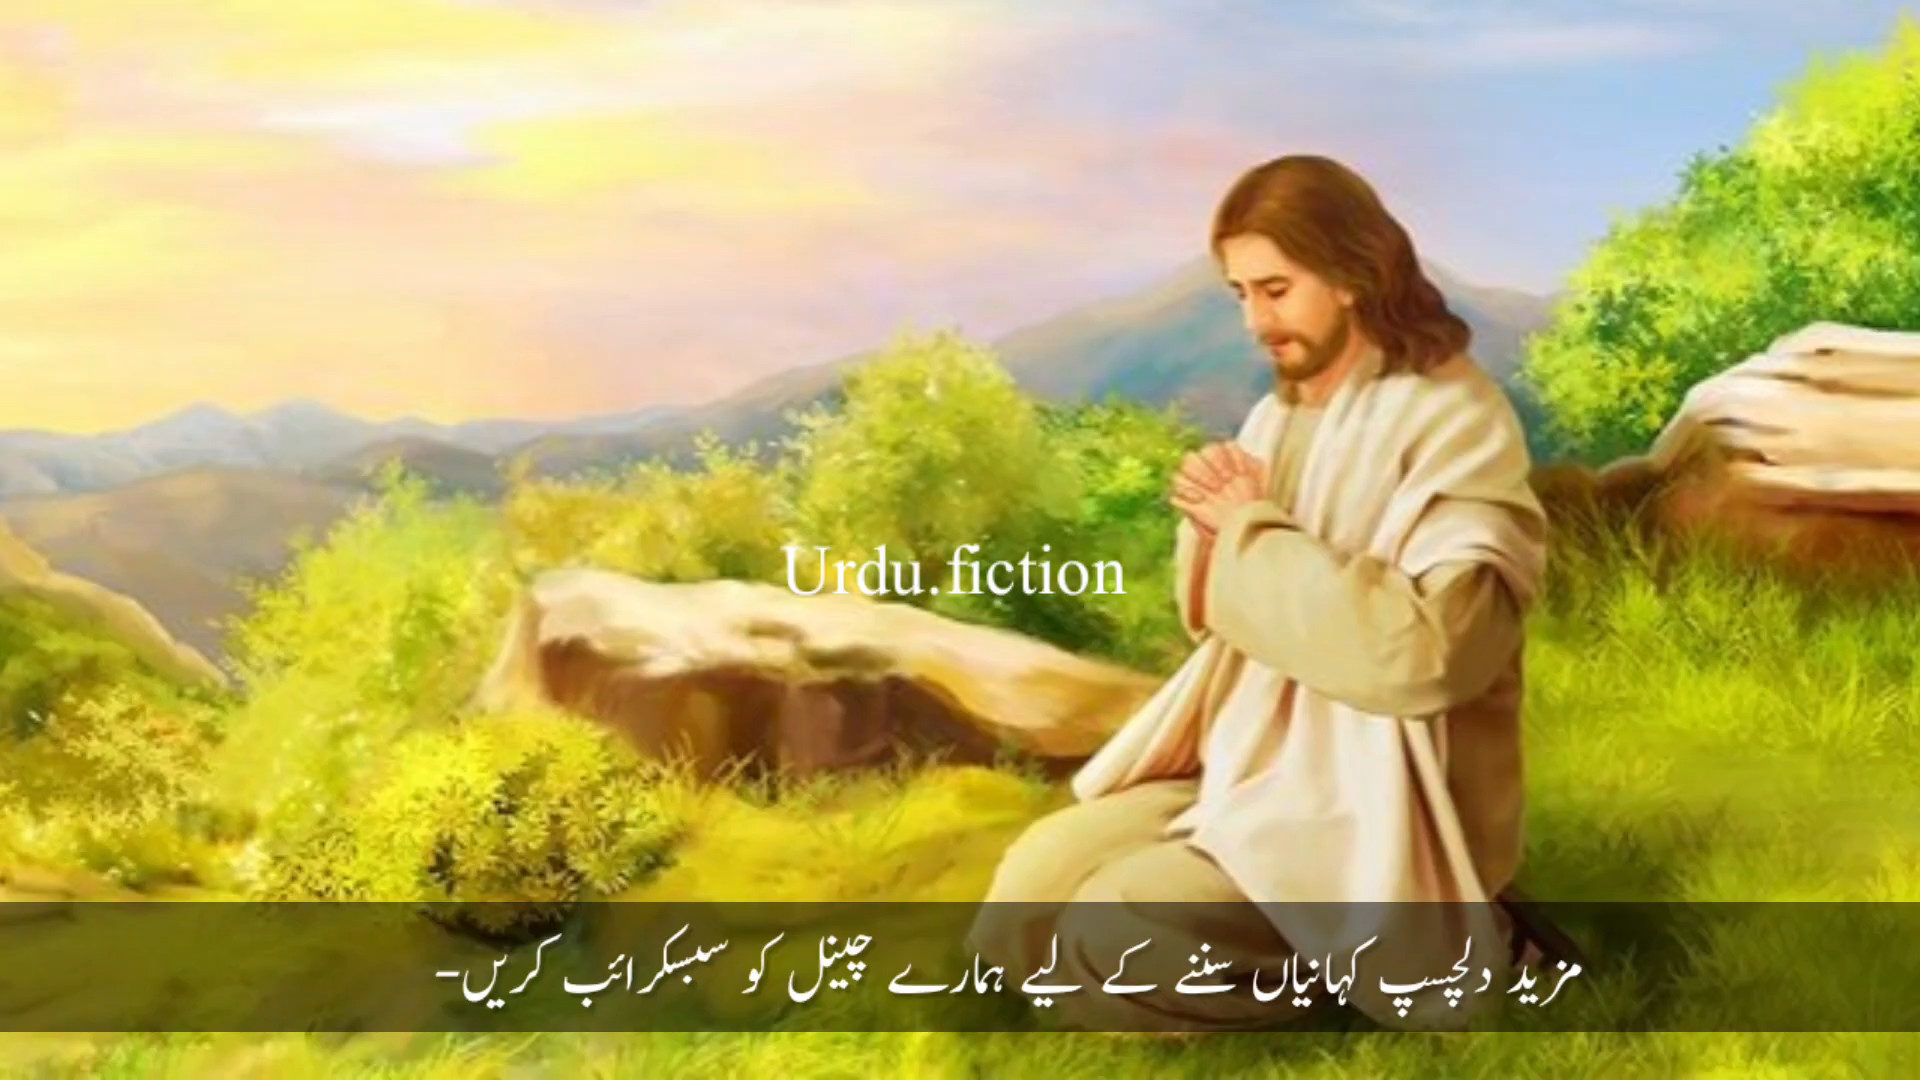 Urdu.fiction
مزید دلچسپ کہانیاں سننے کے لیے ہمارے چینل کو سبسکرائب کریں-